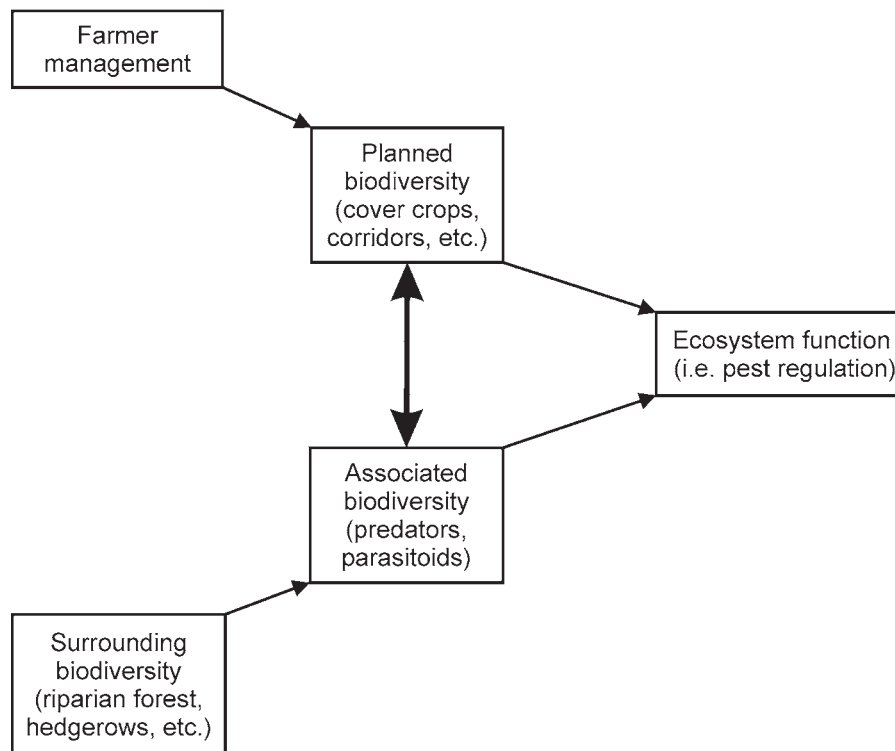 Farmer
management
Planned
biodiversity
(cover crops,
corridors, etc.)
Ecosystem function
(i.e. pest regulation)
Associated
biodiversity
(predators,
parasitoids)
Surrounding
biodiversity
(riparian forest,
hedgerows, etc.)